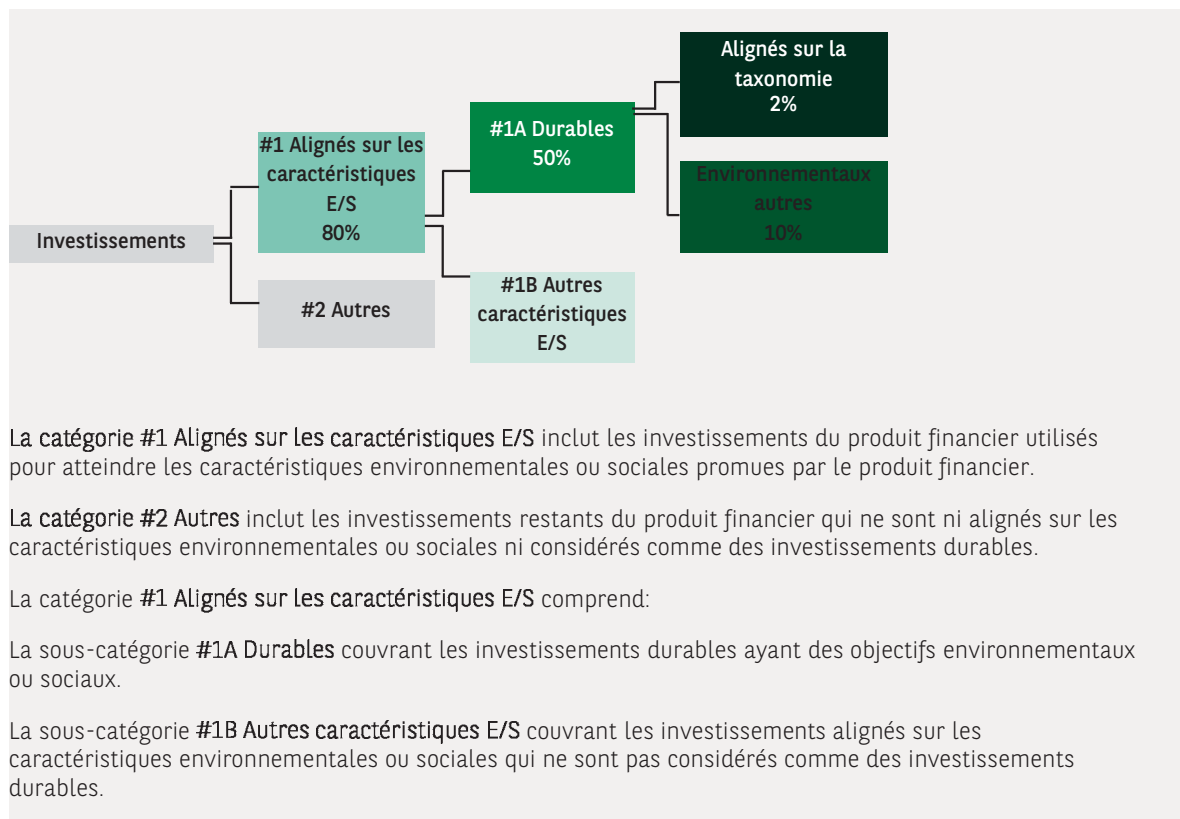 Investissements
#1 Alignés sur les
caractéristiques
E/S
80%
#2 Autres
#1A Durables
50%
#1B Autres
caractéristiques
E/S
Alignés sur la
taxonomie
2%
Environnementaux
autres
10%
La catégorie #1 Alignés sur les caractéristiques E/S inclut les investissements du produit financier utilisés
pour atteindre les caractéristiques environnementales ou sociales promues par le produit financier.
La catégorie #2 Autres inclut les investissements restants du produit financier qui ne sont ni alignés sur les
caractéristiques environnementales ou sociales ni considérés comme des investissements durables.
La catégorie #1 Alignés sur les caractéristiques E/S comprend:
La sous-catégorie #1A Durables couvrant les investissements durables ayant des objectifs environnementaux
ou sociaux.
La sous-catégorie #1B Autres caractéristiques E/S couvrant les investissements alignés sur les
caractéristiques environnementales ou sociales qui ne sont pas considérés comme des investissements
durables.